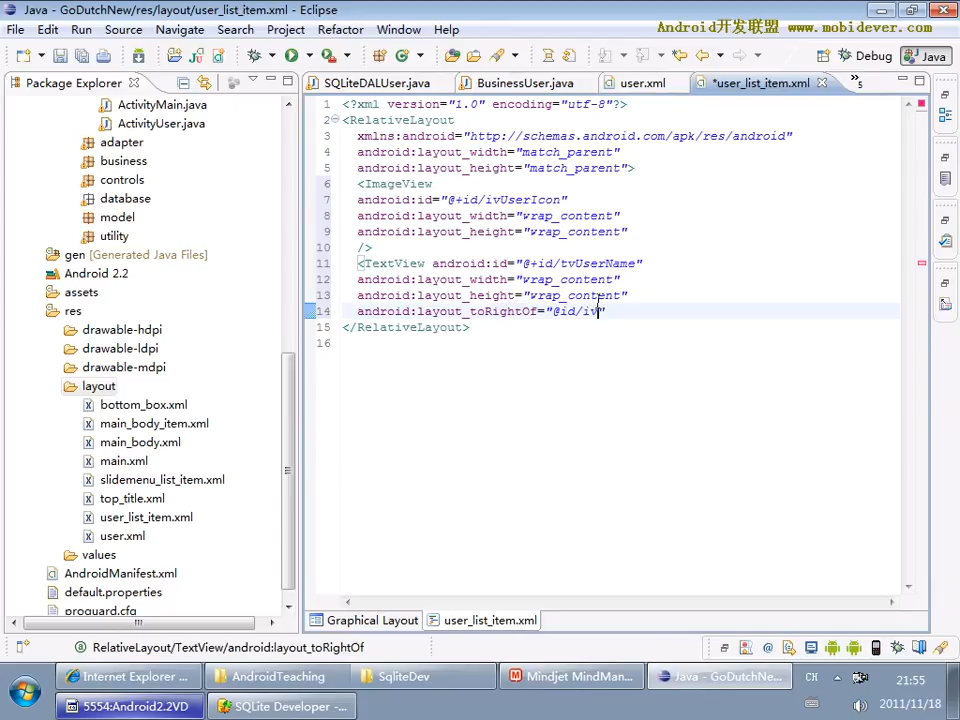 Java - GoDutchNew/res/layout/user_list_item.xml - Eclipse
File Edit Run Source Navigate Search Project Refactor Window Help
Android开发联盟 www.mobidever.com
Debug Java
Package Explorer
SQLiteDALUser.java BusinessUser.java user.xml *user_list_item.xml »5
ActivityMain.java
ActivityUser.java
adapter
business
controls
database
model
utility
gen [Generated Java Files]
Android 2.2
assets
res
drawable-hdpi
drawable-ldpi
drawable-mdpi
layout
bottom_box.xml
main_body_item.xml
main_body.xml
main.xml
slidemenu_list_item.xml
top_title.xml
user_list_item.xml
user.xml
values
AndroidManifest.xml
default.properties
proguard.cfg
1 <?xml version="1.0" encoding="utf-8"?>
2 <RelativeLayout
3 xmlns:android="http://schemas.android.com/apk/res/android"
4 android:layout_width="match_parent"
5 android:layout_height="match_parent">
6 <ImageView
7 android:id="@+id/ivUserIcon"
8 android:layout_width="wrap_content"
9 android:layout_height="wrap_content"
10 />
11 <TextView android:id="@+id/tvUserName"
12 android:layout_width="wrap_content"
13 android:layout_height="wrap_content"
14 android:layout_toRightOf="@id/iv"
15 </RelativeLayout>
16
Graphical Layout user_list_item.xml
RelativeLayout/TextView/android:layout_toRightOf
Internet Explorer ... AndroidTeaching SqliteDev Mindjet MindMan... Java - GoDutchNe... CH 21:55
5554:Android2.2VD SQLite Developer -... 2011/11/18